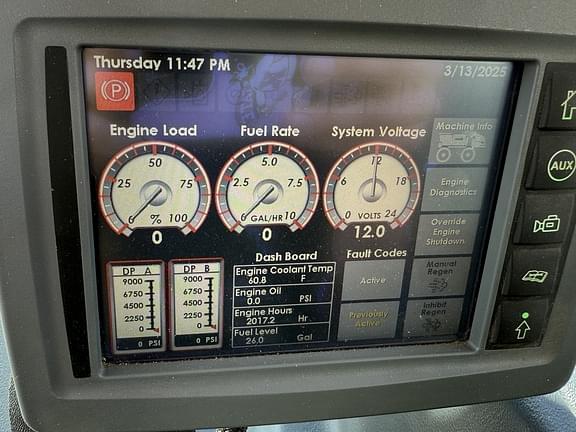 Thursday 11:47 PM
3/13/2025
(P)
Engine Load
Fuel Rate
System Voltage
Machine Info
50
25 75
0 % 100
0
5.0
2.5 7.5
0 GAL/HR 10
0
12
6 18
0 VOLTS 24
12.0
Engine
Diagnostics
Override
Engine
Shutdown
Manual
Regen
Inhibit
Regen
DP A
9000
6750
4500
2250
0
0 PSI
DP B
9000
6750
4500
2250
0
0 PSI
Dash Board
Engine Coolant Temp
60.8 F
Engine Oil
0.0 PSI
Engine Hours
2017.2 Hr
Fuel Level
26.0 Gal
Fault Codes
Active
Previously
Active
AUX